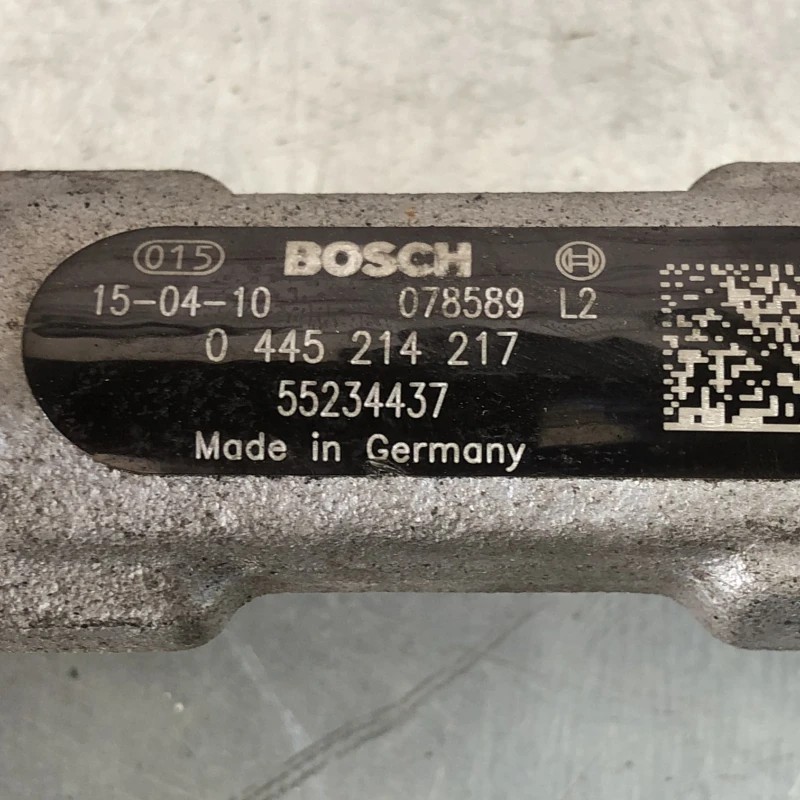 015 BOSCH
15-04-10 078589 L2
0 445 214 217
55234437
Made in Germany